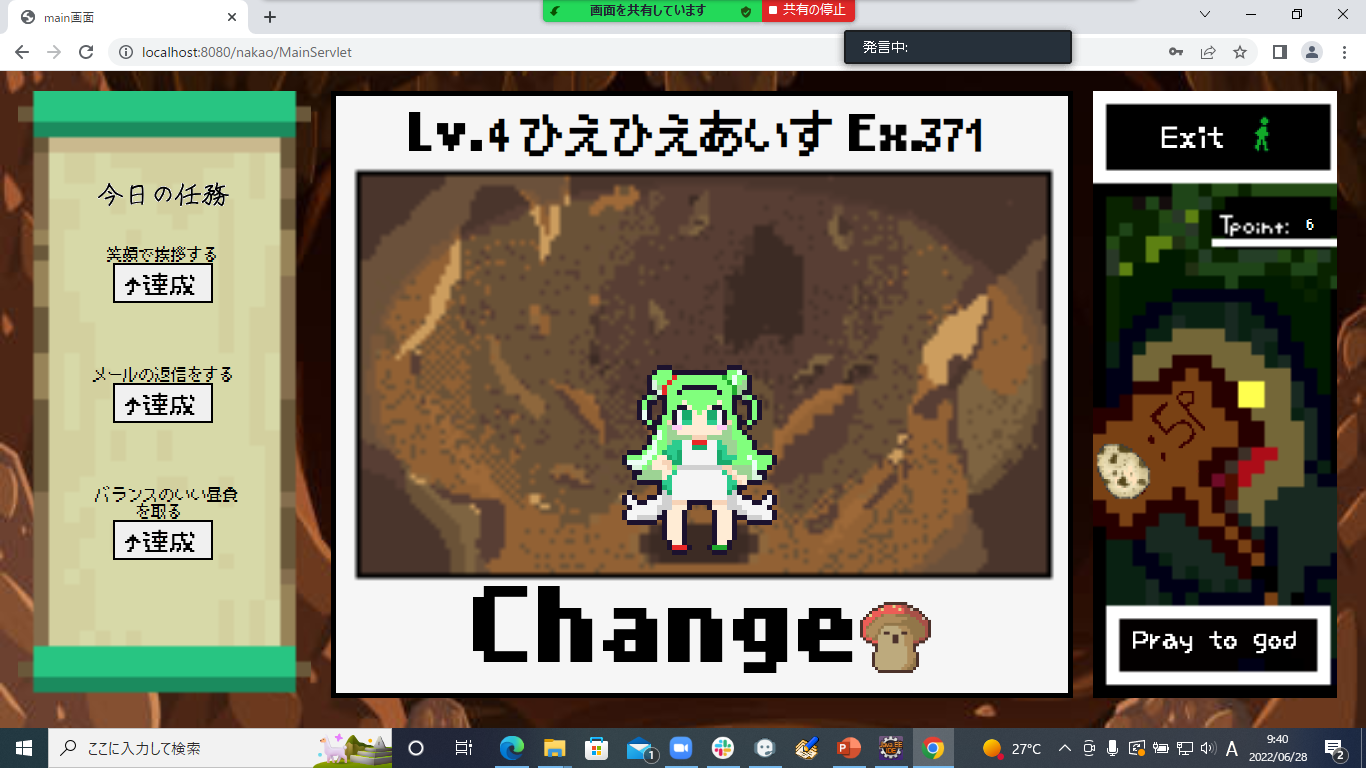 main画面
画面を共有しています
共有の停止
localhost:8080/nakao/MainServlet
発言中:
今日の任務
笑顔で挨拶する
↑達成
メールの返信をする
↑達成
バランスのいい昼食
を取る
↑達成
Lv.4 ひえひえあいす Ex.371
Change
Exit
Tpoint: 6
Pray to god
ここに入力して検索
1
27°C
A
9:40
2022/06/28
2